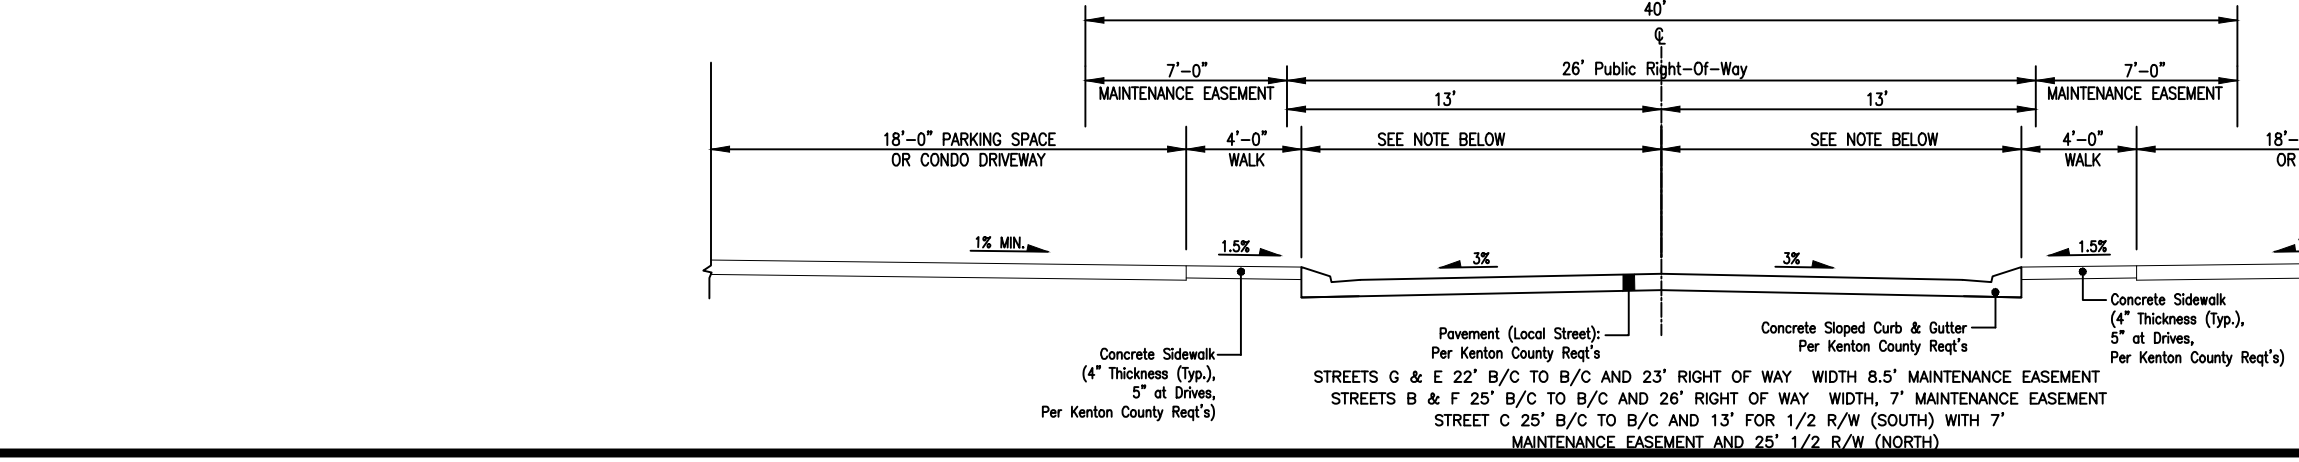 40'
℄
7'-0" 26' Public Right-Of-Way 7'-0"
MAINTENANCE EASEMENT MAINTENANCE EASEMENT
13' 13'
18'-0" PARKING SPACE 4'-0" SEE NOTE BELOW SEE NOTE BELOW 4'-0" 18'-
OR CONDO DRIVEWAY WALK WALK OR
1% MIN. 1.5% 3% 3% 1.5%
Concrete Sidewalk
(4" Thickness (Typ.),
5" at Drives,
Per Kenton County Reqt's)
Pavement (Local Street):
Per Kenton County Reqt's
Concrete Sloped Curb & Gutter
Per Kenton County Reqt's
Concrete Sidewalk
(4" Thickness (Typ.),
5" at Drives,
Per Kenton County Reqt's)
STREETS G & E 22' B/C TO B/C AND 23' RIGHT OF WAY WIDTH 8.5' MAINTENANCE EASEMENT
STREETS B & F 25' B/C TO B/C AND 26' RIGHT OF WAY WIDTH, 7' MAINTENANCE EASEMENT
STREET C 25' B/C TO B/C AND 13' FOR 1/2 R/W (SOUTH) WITH 7'
MAINTENANCE EASEMENT AND 25' 1/2 R/W (NORTH)